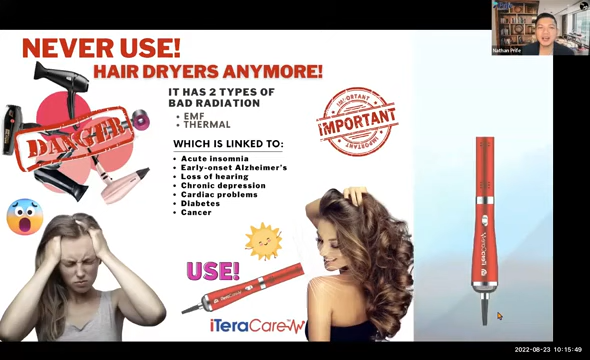 Nathan Prife
NEVER USE!
HAIR DRYERS ANYMORE!
IT HAS 2 TYPES OF
BAD RADIATION
• EMF
• THERMAL
WHICH IS LINKED TO:
• Acute insomnia
• Early-onset Alzheimer's
• Loss of hearing
• Chronic depression
• Cardiac problems
• Diabetes
• Cancer
DANGER
IMPORTANT
IMPORTANT
IMPORTANT
USE!
iTeraCare
2022-08-23 10:15:49